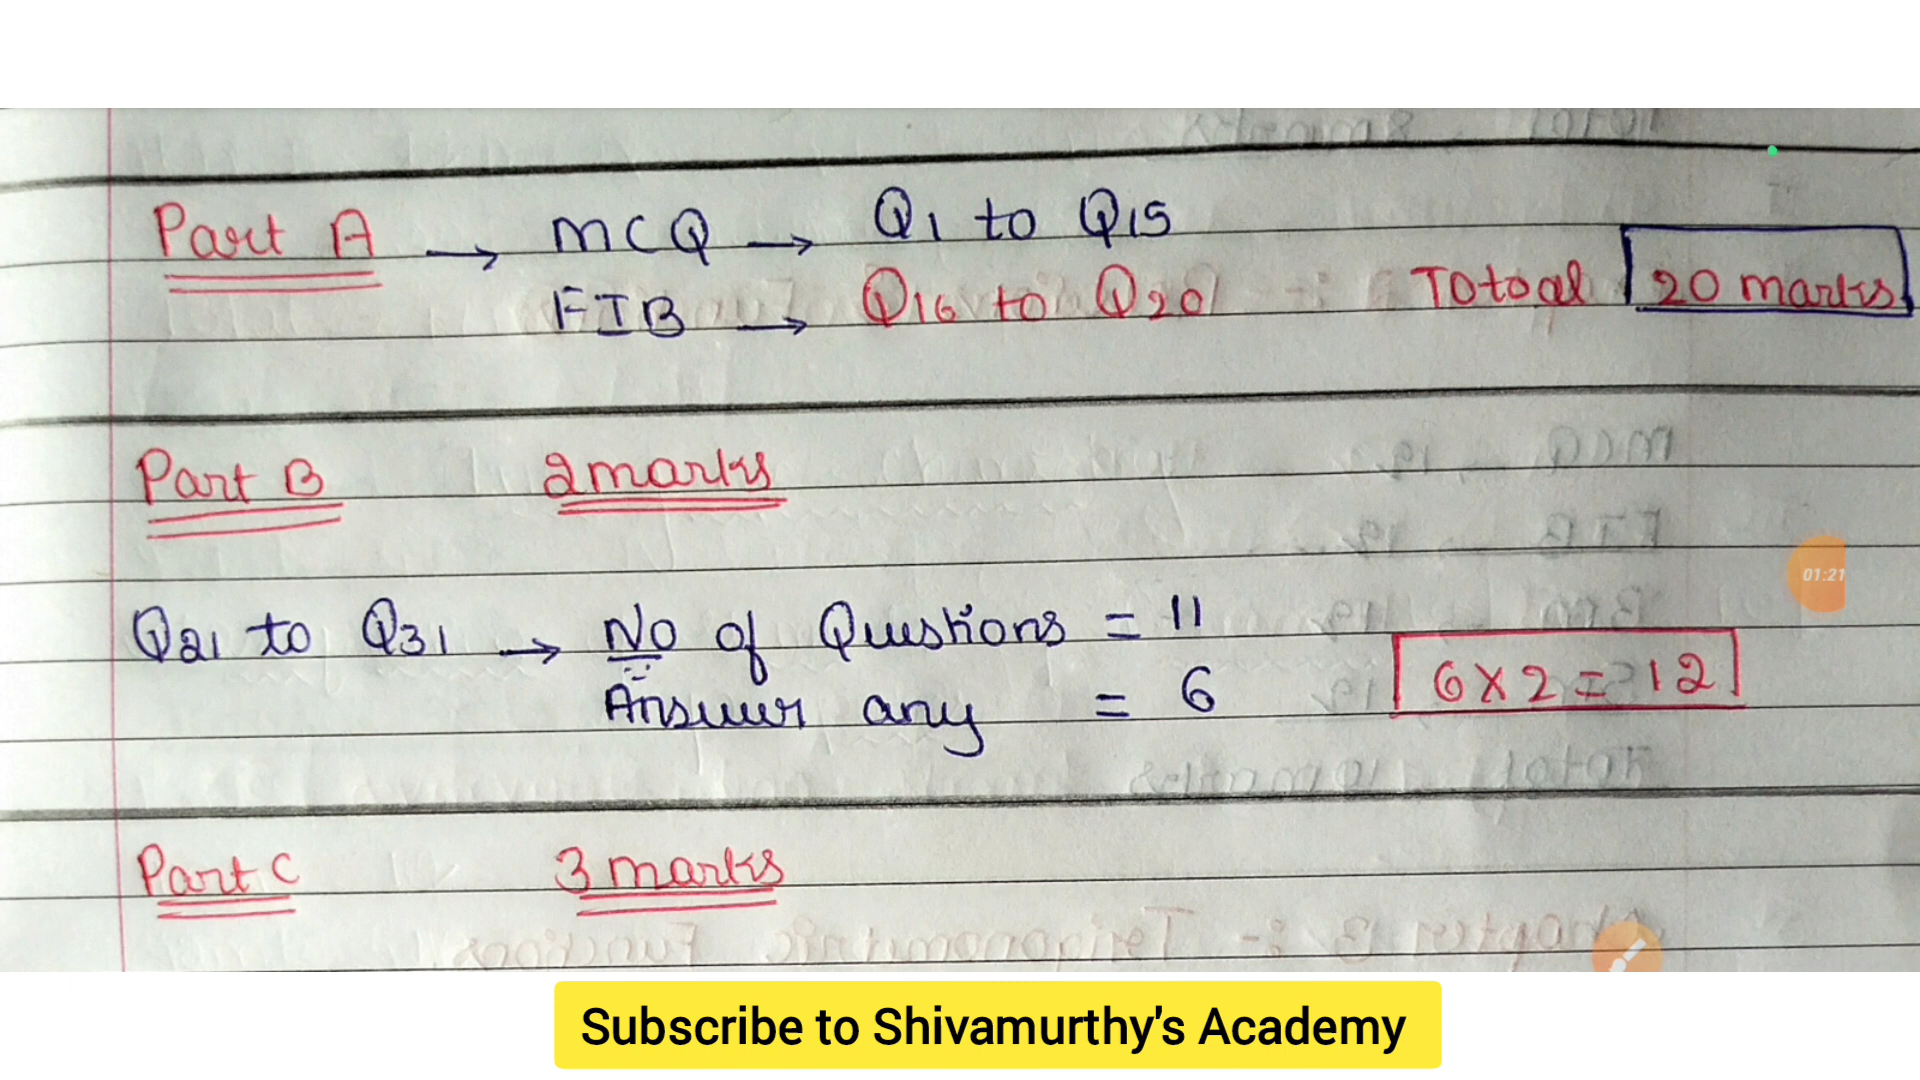 Part A → MCQ → Q1 to Q15
FIB → Q16 to Q20 Total 20 marks
Part B 2 marks
Q21 to Q31 → No of Questions = 11
Answer any = 6 6 x 2 = 12
Part C 3 marks
01:21
Subscribe to Shivamurthy's Academy